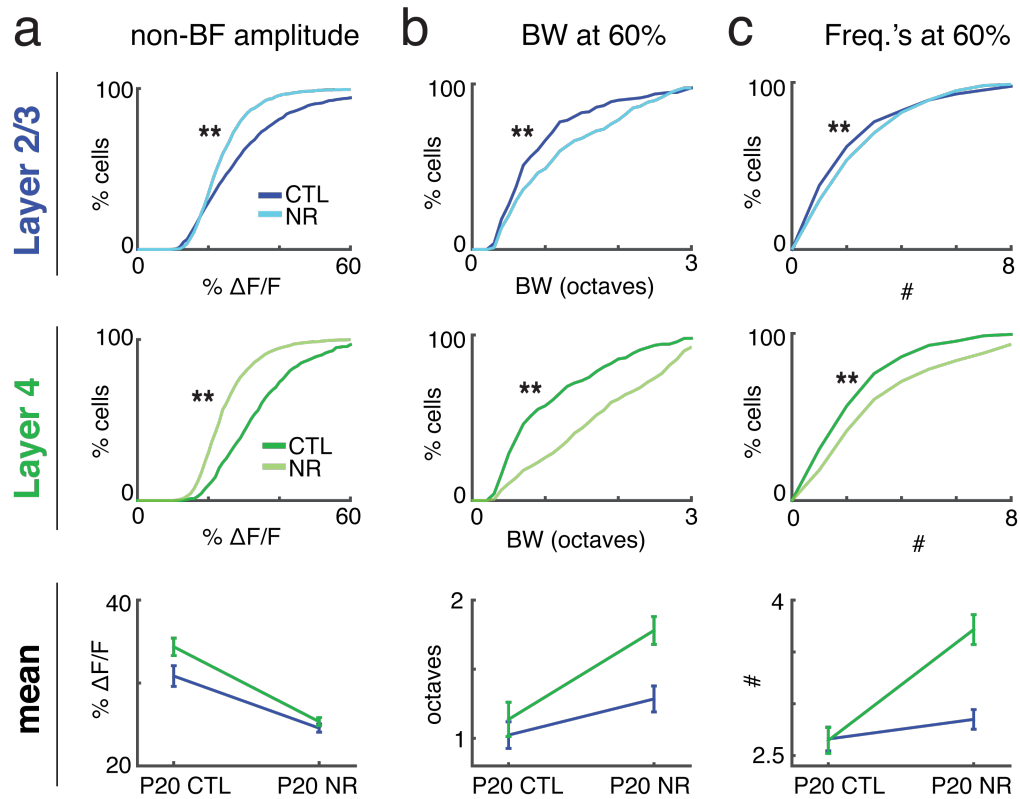 a
non-BF amplitude
b
BW at 60%
c
Freq.'s at 60%
Layer 2/3
100
% cells
0
**
CTL
NR
0
60
% ΔF/F
100
% cells
0
**
0
3
BW (octaves)
100
% cells
0
**
0
8
#
Layer 4
100
% cells
0
**
CTL
NR
0
60
% ΔF/F
100
% cells
0
**
0
3
BW (octaves)
100
% cells
0
**
0
8
#
mean
40
% ΔF/F
20
P20 CTL
P20 NR
2
octaves
1
P20 CTL
P20 NR
4
#
2.5
P20 CTL
P20 NR